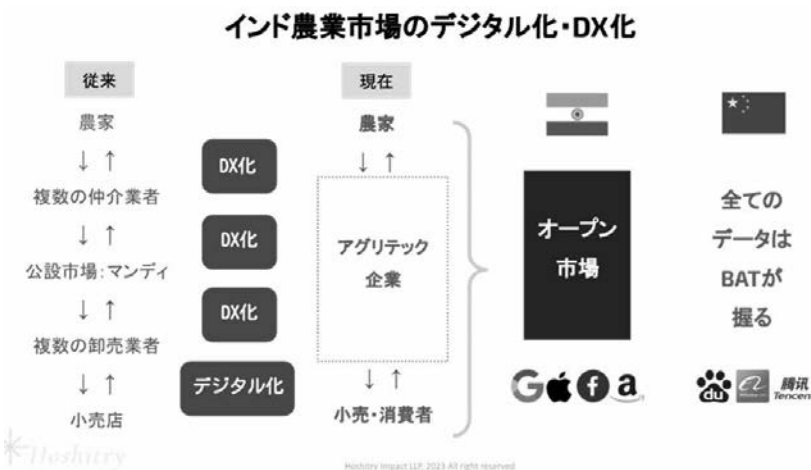 インド農業市場のデジタル化・DX化
従来
農家
↓ ↑
複数の仲介業者
↓ ↑
公設市場:マンディ
↓ ↑
複数の卸売業者
↓ ↑
小売店
DX化
DX化
DX化
デジタル化
現在
農家
↓ ↑
アグリテック
企業
↓ ↑
小売・消費者
オープン
市場
全ての
データは
BATが
握る
G f a
du
腾讯
Tencent
Hoshitry
Hoshitry Impact LLP. 2023 All right reserved